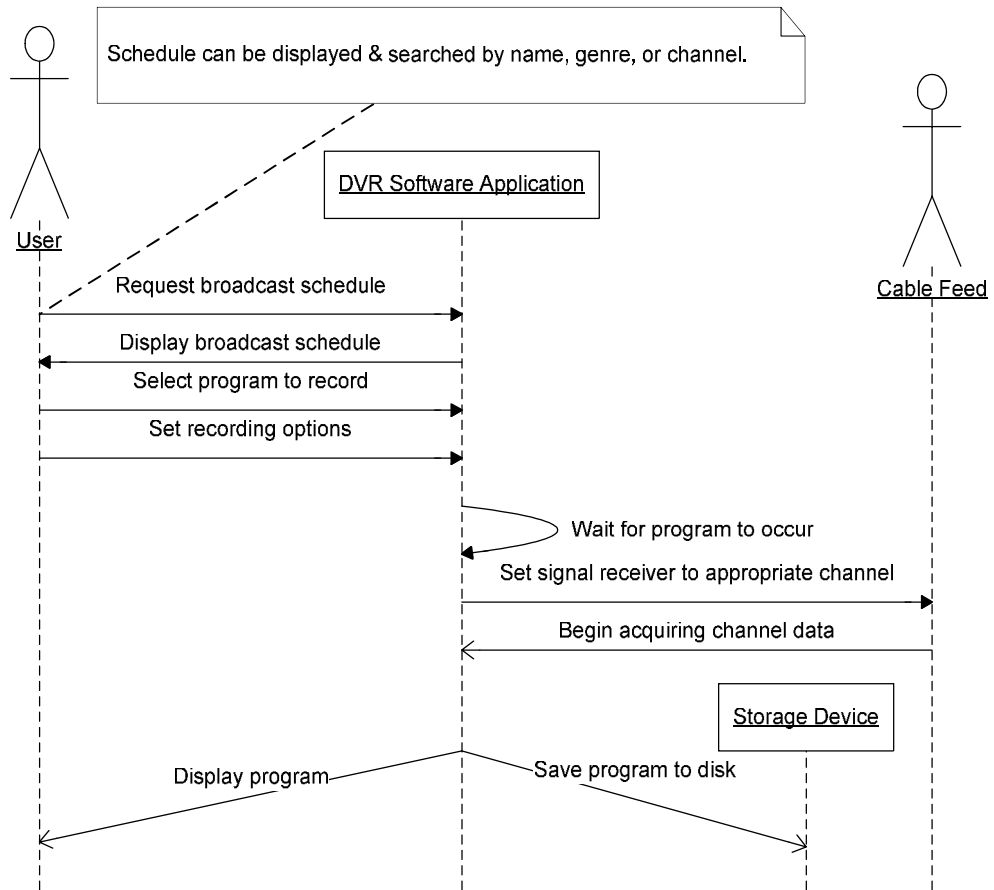 Schedule can be displayed & searched by name, genre, or channel.
DVR Software Application
User
Cable Feed
Request broadcast schedule
Display broadcast schedule
Select program to record
Set recording options
Wait for program to occur
Set signal receiver to appropriate channel
Begin acquiring channel data
Storage Device
Display program
Save program to disk